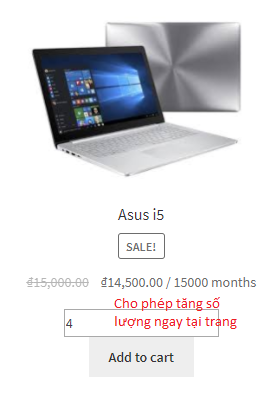 Asus i5
SALE!
₫15,000.00 ₫14,500.00 / 15000 months
Cho phép tăng số
lượng ngay tại trang
4
Add to cart